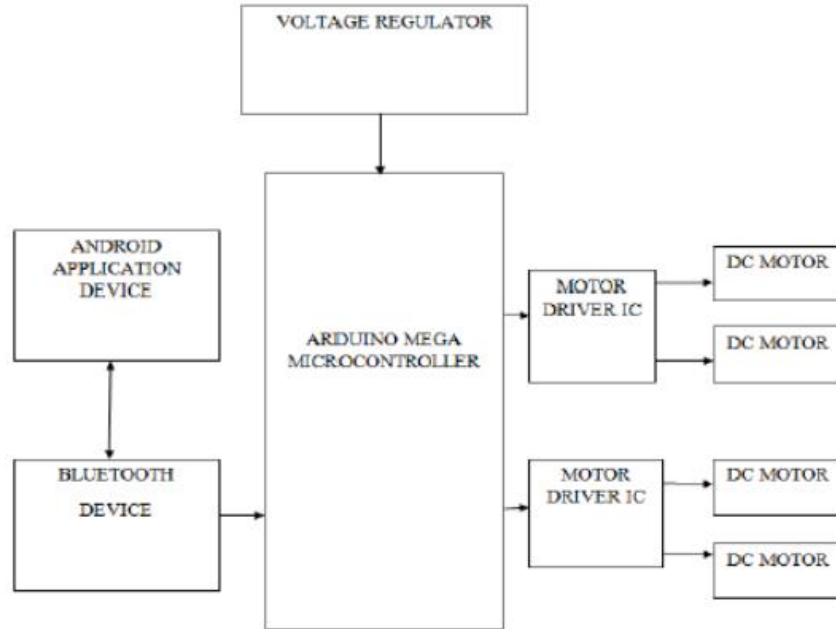 VOLTAGE REGULATOR
ANDROID
APPLICATION
DEVICE
ARDUINO MEGA
MICROCONTROLLER
MOTOR
DRIVER IC
DC MOTOR
DC MOTOR
BLUETOOTH
DEVICE
MOTOR
DRIVER IC
DC MOTOR
DC MOTOR